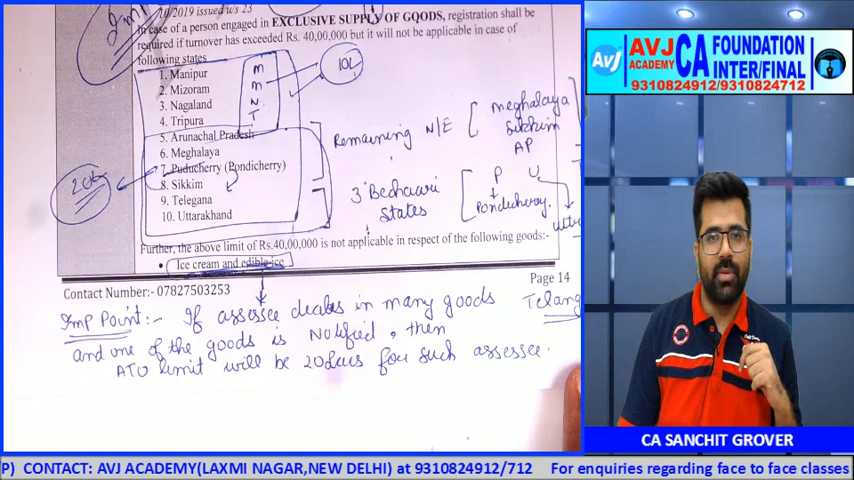 10/2019 issued u/s 23
In case of a person engaged in EXCLUSIVE SUPPLY OF GOODS, registration shall be
required if turnover has exceeded Rs. 40,00,000 but it will not be applicable in case of
following states
1. Manipur
2. Mizoram
3. Nagaland
4. Tripura
5. Arunachal Pradesh
6. Meghalaya
7. Puducherry (Pondicherry)
8. Sikkim
9. Telegana
10. Uttarakhand
M
M
N
T
10L
20L
Remaining N/E
Meghalaya
Sikkim
AP
3 Bechaari
States
P U
Pondicherry.
Further, the above limit of Rs.40,00,000 is not applicable in respect of the following goods:-
• Ice cream and edible ice
Contact Number:- 07827503253
Page 14
Telang
Imp Point:- If assessee deales in many goods
and one of the goods is Notified, then
ATO limit will be 20 lacs for such assessee.
AVJ
AVJ
ACADEMY
CA
FOUNDATION
INTER/FINAL
9310824912/9310824712
CA SANCHIT GROVER
P) CONTACT: AVJ ACADEMY(LAXMI NAGAR,NEW DELHI) at 9310824912/712 For enquiries regarding face to face classes